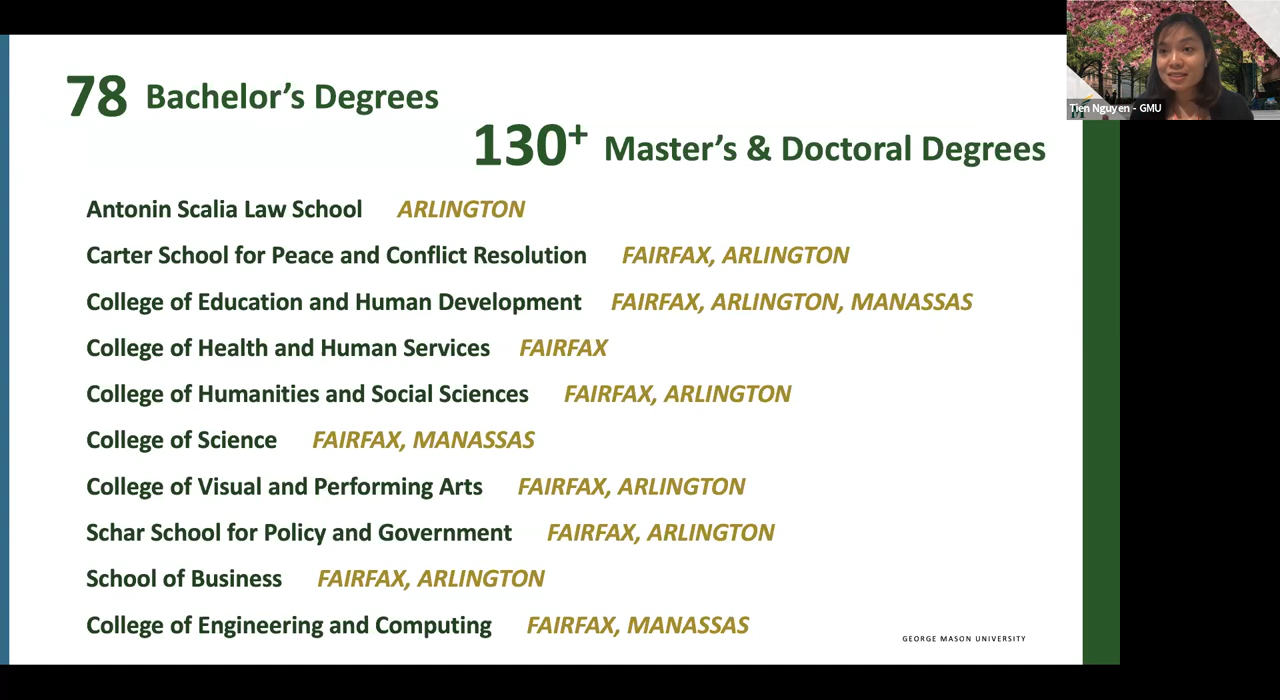 78 Bachelor's Degrees
130+ Master's & Doctoral Degrees
Antonin Scalia Law School ARLINGTON
Carter School for Peace and Conflict Resolution FAIRFAX, ARLINGTON
College of Education and Human Development FAIRFAX, ARLINGTON, MANASSAS
College of Health and Human Services FAIRFAX
College of Humanities and Social Sciences FAIRFAX, ARLINGTON
College of Science FAIRFAX, MANASSAS
College of Visual and Performing Arts FAIRFAX, ARLINGTON
Schar School for Policy and Government FAIRFAX, ARLINGTON
School of Business FAIRFAX, ARLINGTON
College of Engineering and Computing FAIRFAX, MANASSAS
GEORGE MASON UNIVERSITY
Tien Nguyen - GMU